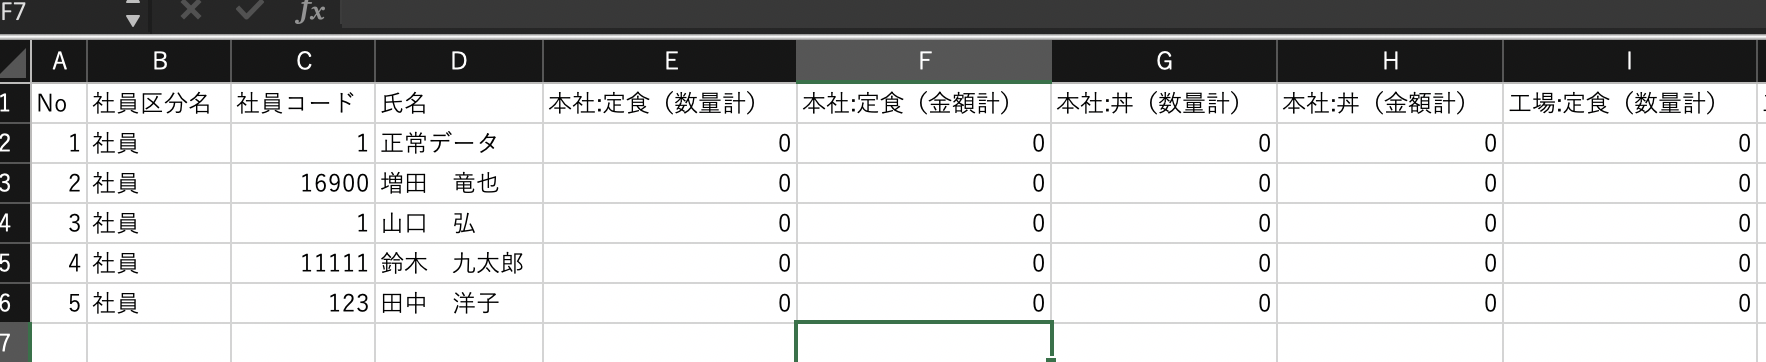 F7 fx
A B C D E F G H I
1 No 社員区分名 社員コード 氏名 本社:定食（数量計） 本社:定食（金額計） 本社:丼（数量計） 本社:丼（金額計） 工場:定食（数量計）
2 1 社員 1 正常データ 0 0 0 0 0
3 2 社員 16900 増田　竜也 0 0 0 0 0
4 3 社員 1 山口　弘 0 0 0 0 0
5 4 社員 11111 鈴木　九太郎 0 0 0 0 0
6 5 社員 123 田中　洋子 0 0 0 0 0
7